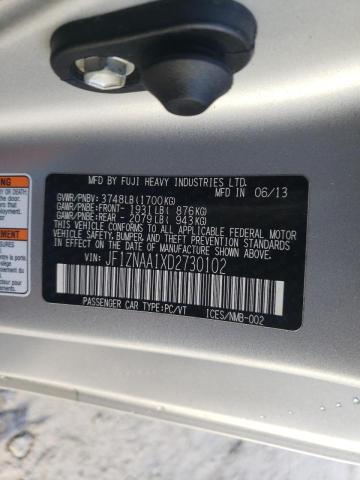 MFD BY FUJI HEAVY INDUSTRIES LTD.
GVWR/PNBV: 3748LB(1700KG) MFD IN 06/13
GAWR/PNBE:FRONT- 1931LB( 876KG)
GAWR/PNBE:REAR - 2079LB( 943KG)
THIS VEHICLE CONFORMS TO ALL APPLICABLE FEDERAL MOTOR
VEHICLE SAFETY, BUMPER, AND THEFT PREVENTION STANDARDS IN
EFFECT ON THE DATE OF MANUFACTURE SHOWN ABOVE.
VIN: JF1ZNAA1XD2730102
PASSENGER CAR TYPE:PC/VT ICES/NMB-002